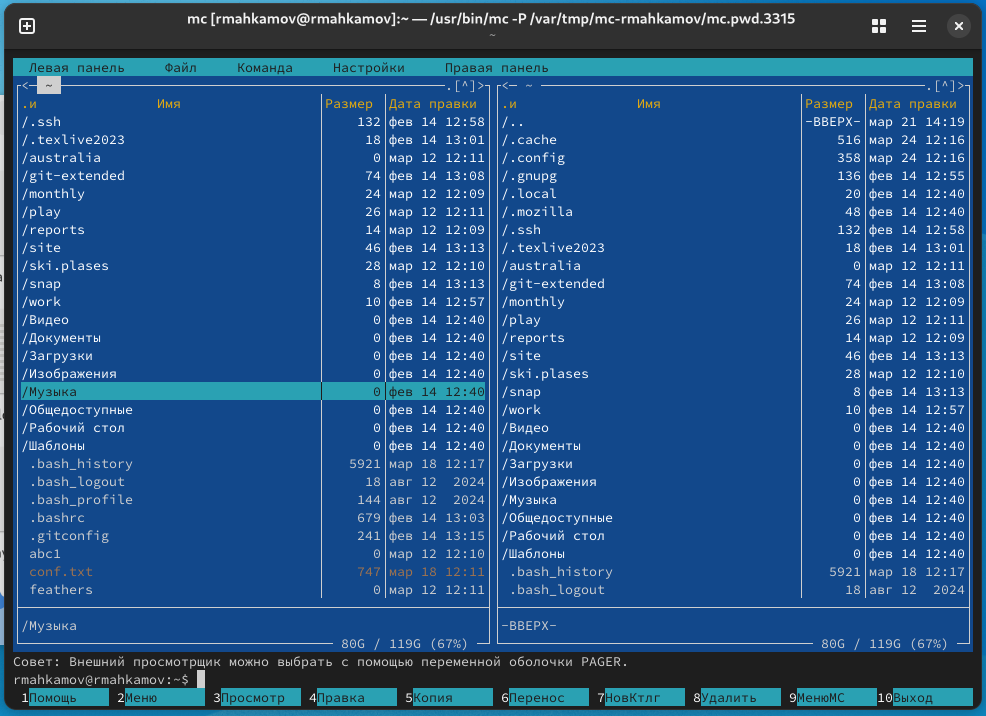 mc [rmahkamov@rmahkamov]:~ — /usr/bin/mc -P /var/tmp/mc-rmahkamov/mc.pwd.3315
~
Левая панель Файл Команда Настройки Правая панель
<─ ~ ─.[^]> <─ ~ ─.[^]>
.и Имя Размер Дата правки .и Имя Размер Дата правки
/.ssh 132 фев 14 12:58 /.. -ВВЕРХ- мар 21 14:19
/.texlive2023 18 фев 14 13:01 /.cache 516 мар 24 12:16
/australia 0 мар 12 12:11 /.config 358 мар 24 12:16
/git-extended 74 фев 14 13:08 /.gnupg 136 фев 14 12:55
/monthly 24 мар 12 12:09 /.local 20 фев 14 12:40
/play 26 мар 12 12:11 /.mozilla 48 фев 14 12:40
/reports 14 мар 12 12:09 /.ssh 132 фев 14 12:58
/site 46 фев 14 13:13 /.texlive2023 18 фев 14 13:01
/ski.plases 28 мар 12 12:10 /australia 0 мар 12 12:11
/snap 8 фев 14 13:13 /git-extended 74 фев 14 13:08
/work 10 фев 14 12:57 /monthly 24 мар 12 12:09
/Видео 0 фев 14 12:40 /play 26 мар 12 12:11
/Документы 0 фев 14 12:40 /reports 14 мар 12 12:09
/Загрузки 0 фев 14 12:40 /site 46 фев 14 13:13
/Изображения 0 фев 14 12:40 /ski.plases 28 мар 12 12:10
/Музыка 0 фев 14 12:40 /snap 8 фев 14 13:13
/Общедоступные 0 фев 14 12:40 /work 10 фев 14 12:57
/Рабочий стол 0 фев 14 12:40 /Видео 0 фев 14 12:40
/Шаблоны 0 фев 14 12:40 /Документы 0 фев 14 12:40
.bash_history 5921 мар 18 12:17 /Загрузки 0 фев 14 12:40
.bash_logout 18 авг 12 2024 /Изображения 0 фев 14 12:40
.bash_profile 144 авг 12 2024 /Музыка 0 фев 14 12:40
.bashrc 679 фев 14 13:03 /Общедоступные 0 фев 14 12:40
.gitconfig 241 фев 14 13:15 /Рабочий стол 0 фев 14 12:40
abc1 0 мар 12 12:10 /Шаблоны 0 фев 14 12:40
conf.txt 747 мар 18 12:11 .bash_history 5921 мар 18 12:17
feathers 0 мар 12 12:11 .bash_logout 18 авг 12 2024
/Музыка -ВВЕРХ-
80G / 119G (67%) 80G / 119G (67%)
Совет: Внешний просмотрщик можно выбрать с помощью переменной оболочки PAGER.
rmahkamov@rmahkamov:~$
1Помощь 2Меню 3Просмотр 4Правка 5Копия 6Перенос 7НовКтлг 8Удалить 9МенюМС 10Выход